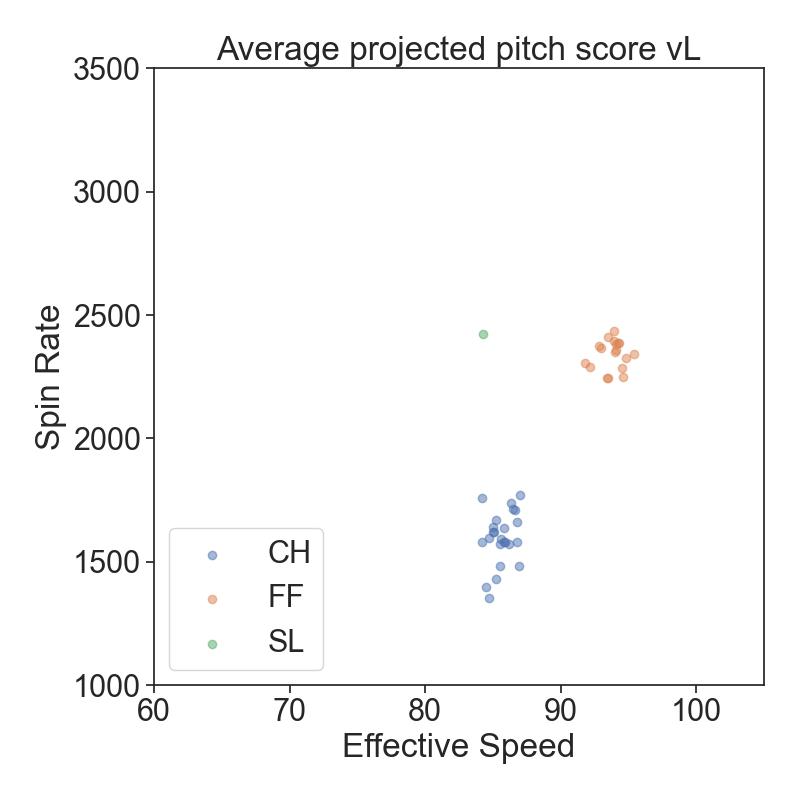 Average projected pitch score vL
3500
3000
2500
2000
1500
1000
Spin Rate
CH
FF
SL
60 70 80 90 100
Effective Speed